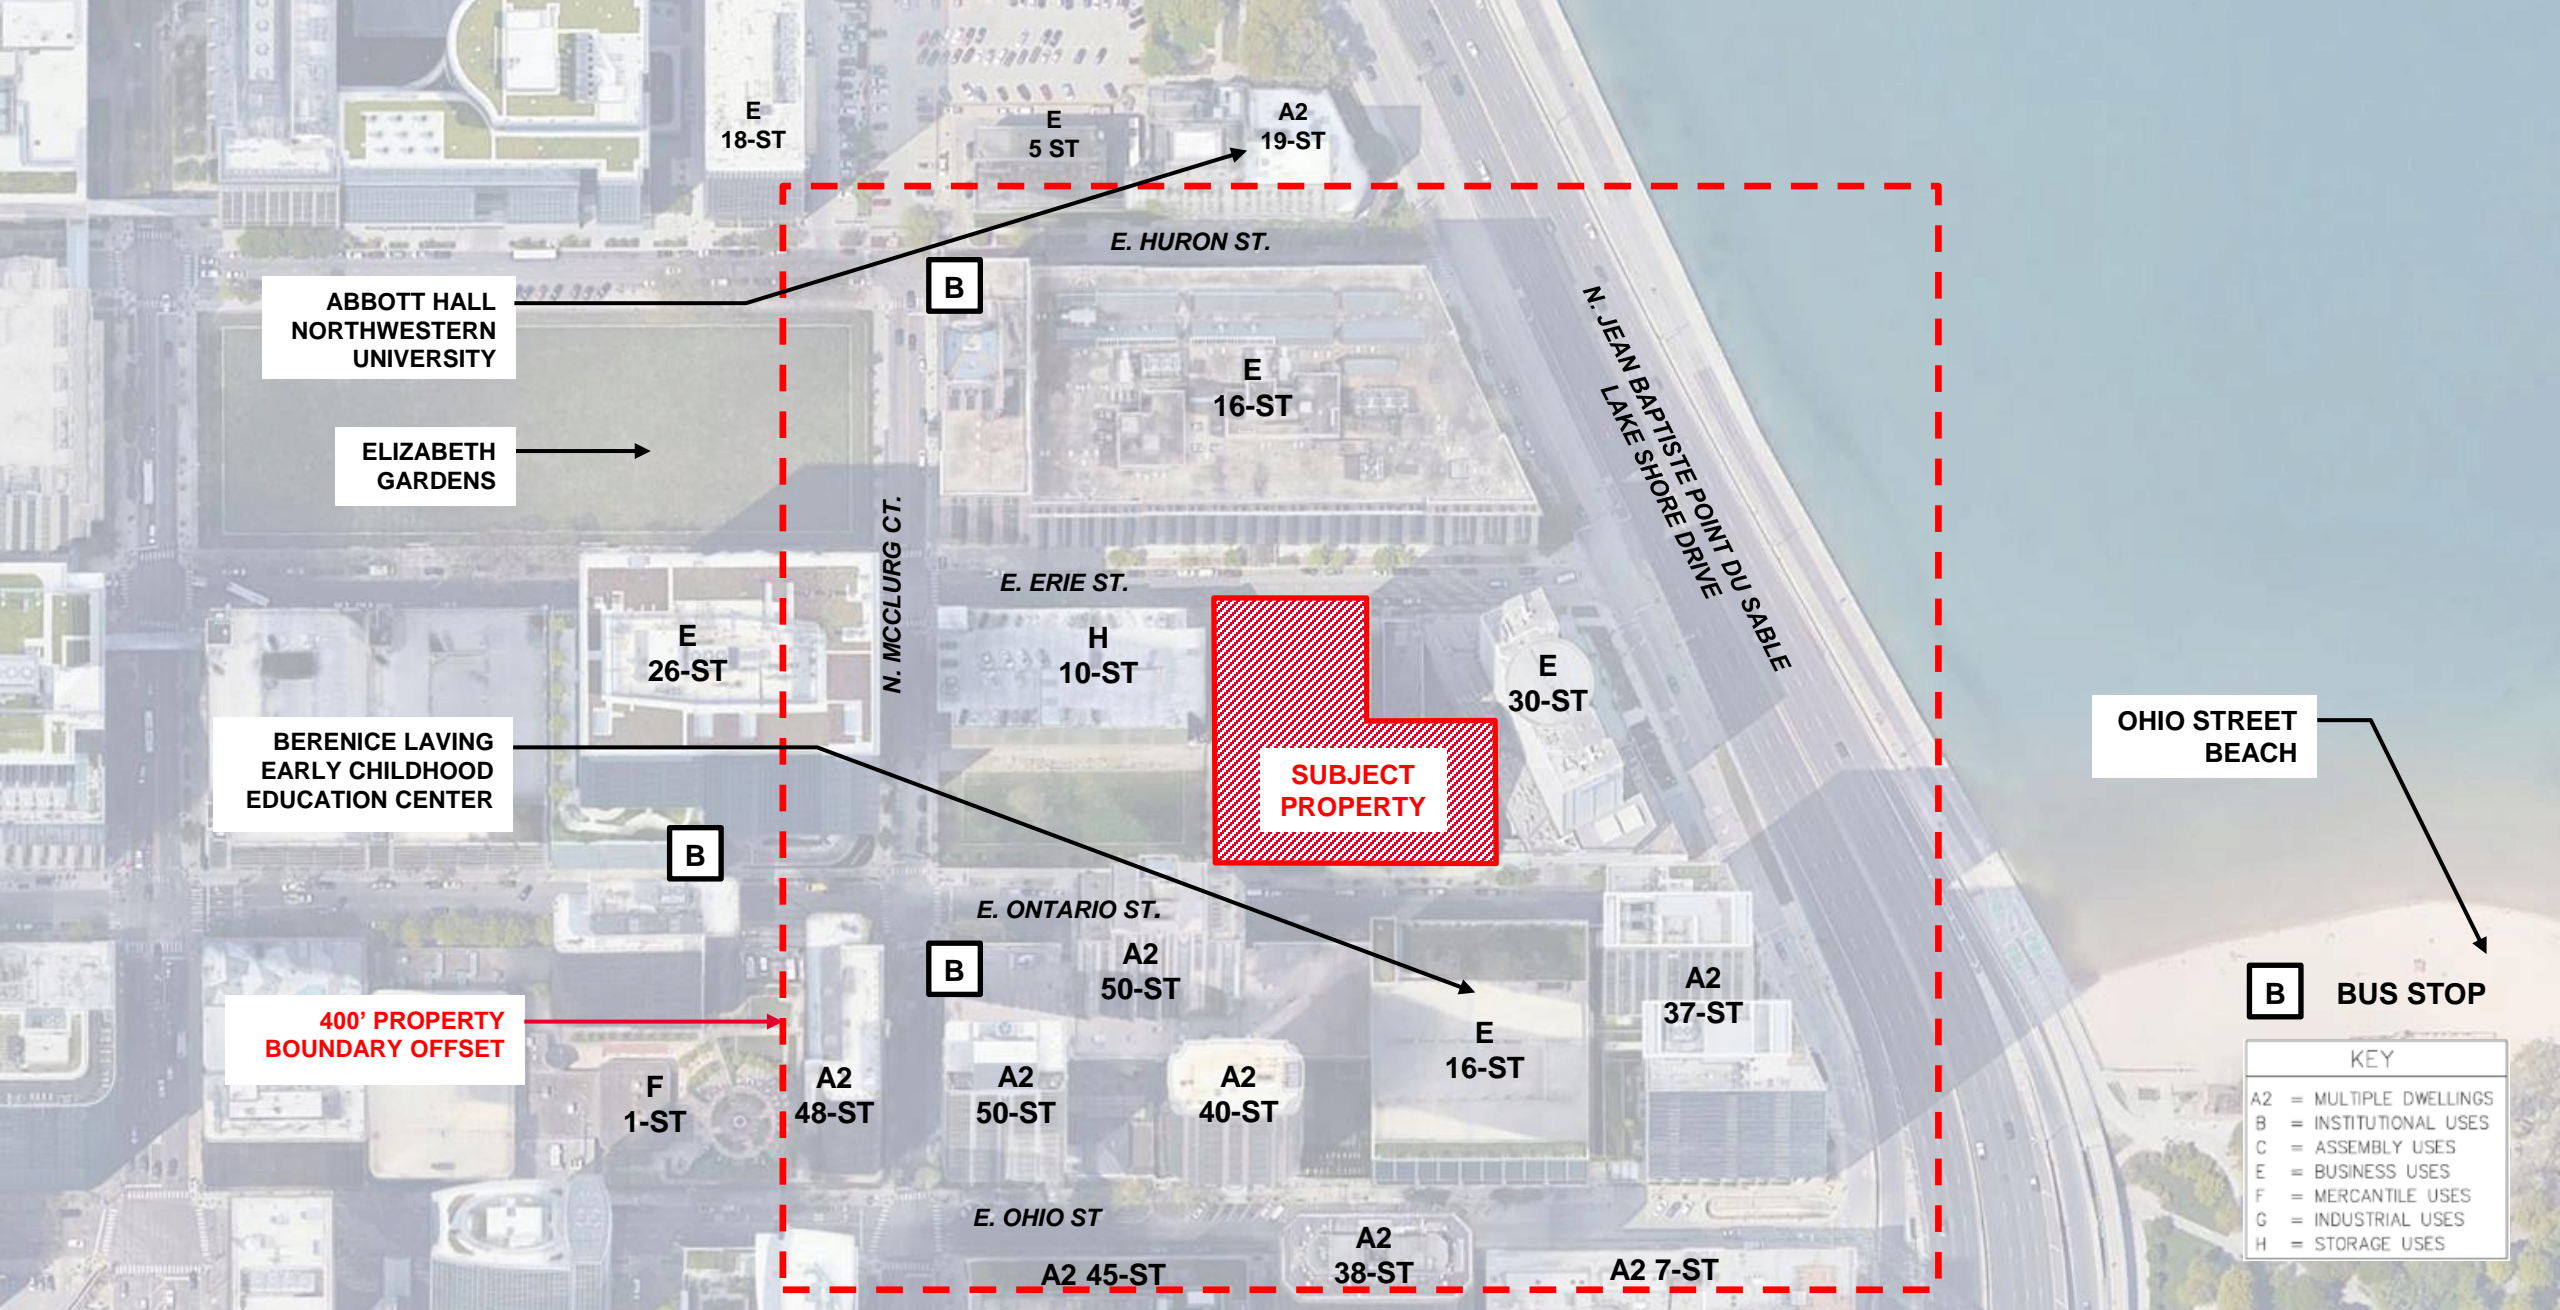 E
18-ST
E
5 ST
A2
19-ST
E. HURON ST.
B
ABBOTT HALL
NORTHWESTERN
UNIVERSITY
N. JEAN BAPTISTE POINT DU SABLE
LAKE SHORE DRIVE
E
16-ST
ELIZABETH
GARDENS
N. MCCLURG CT.
E. ERIE ST.
E
26-ST
H
10-ST
E
30-ST
BERENICE LAVING
EARLY CHILDHOOD
EDUCATION CENTER
SUBJECT
PROPERTY
OHIO STREET
BEACH
B
E. ONTARIO ST.
B
A2
50-ST
A2
37-ST
B BUS STOP
400’ PROPERTY
BOUNDARY OFFSET
E
16-ST
F
1-ST
A2
48-ST
A2
50-ST
A2
40-ST
KEY
A2 = MULTIPLE DWELLINGS
B = INSTITUTIONAL USES
C = ASSEMBLY USES
E = BUSINESS USES
F = MERCANTILE USES
G = INDUSTRIAL USES
H = STORAGE USES
E. OHIO ST
A2 45-ST
A2
38-ST
A2 7-ST